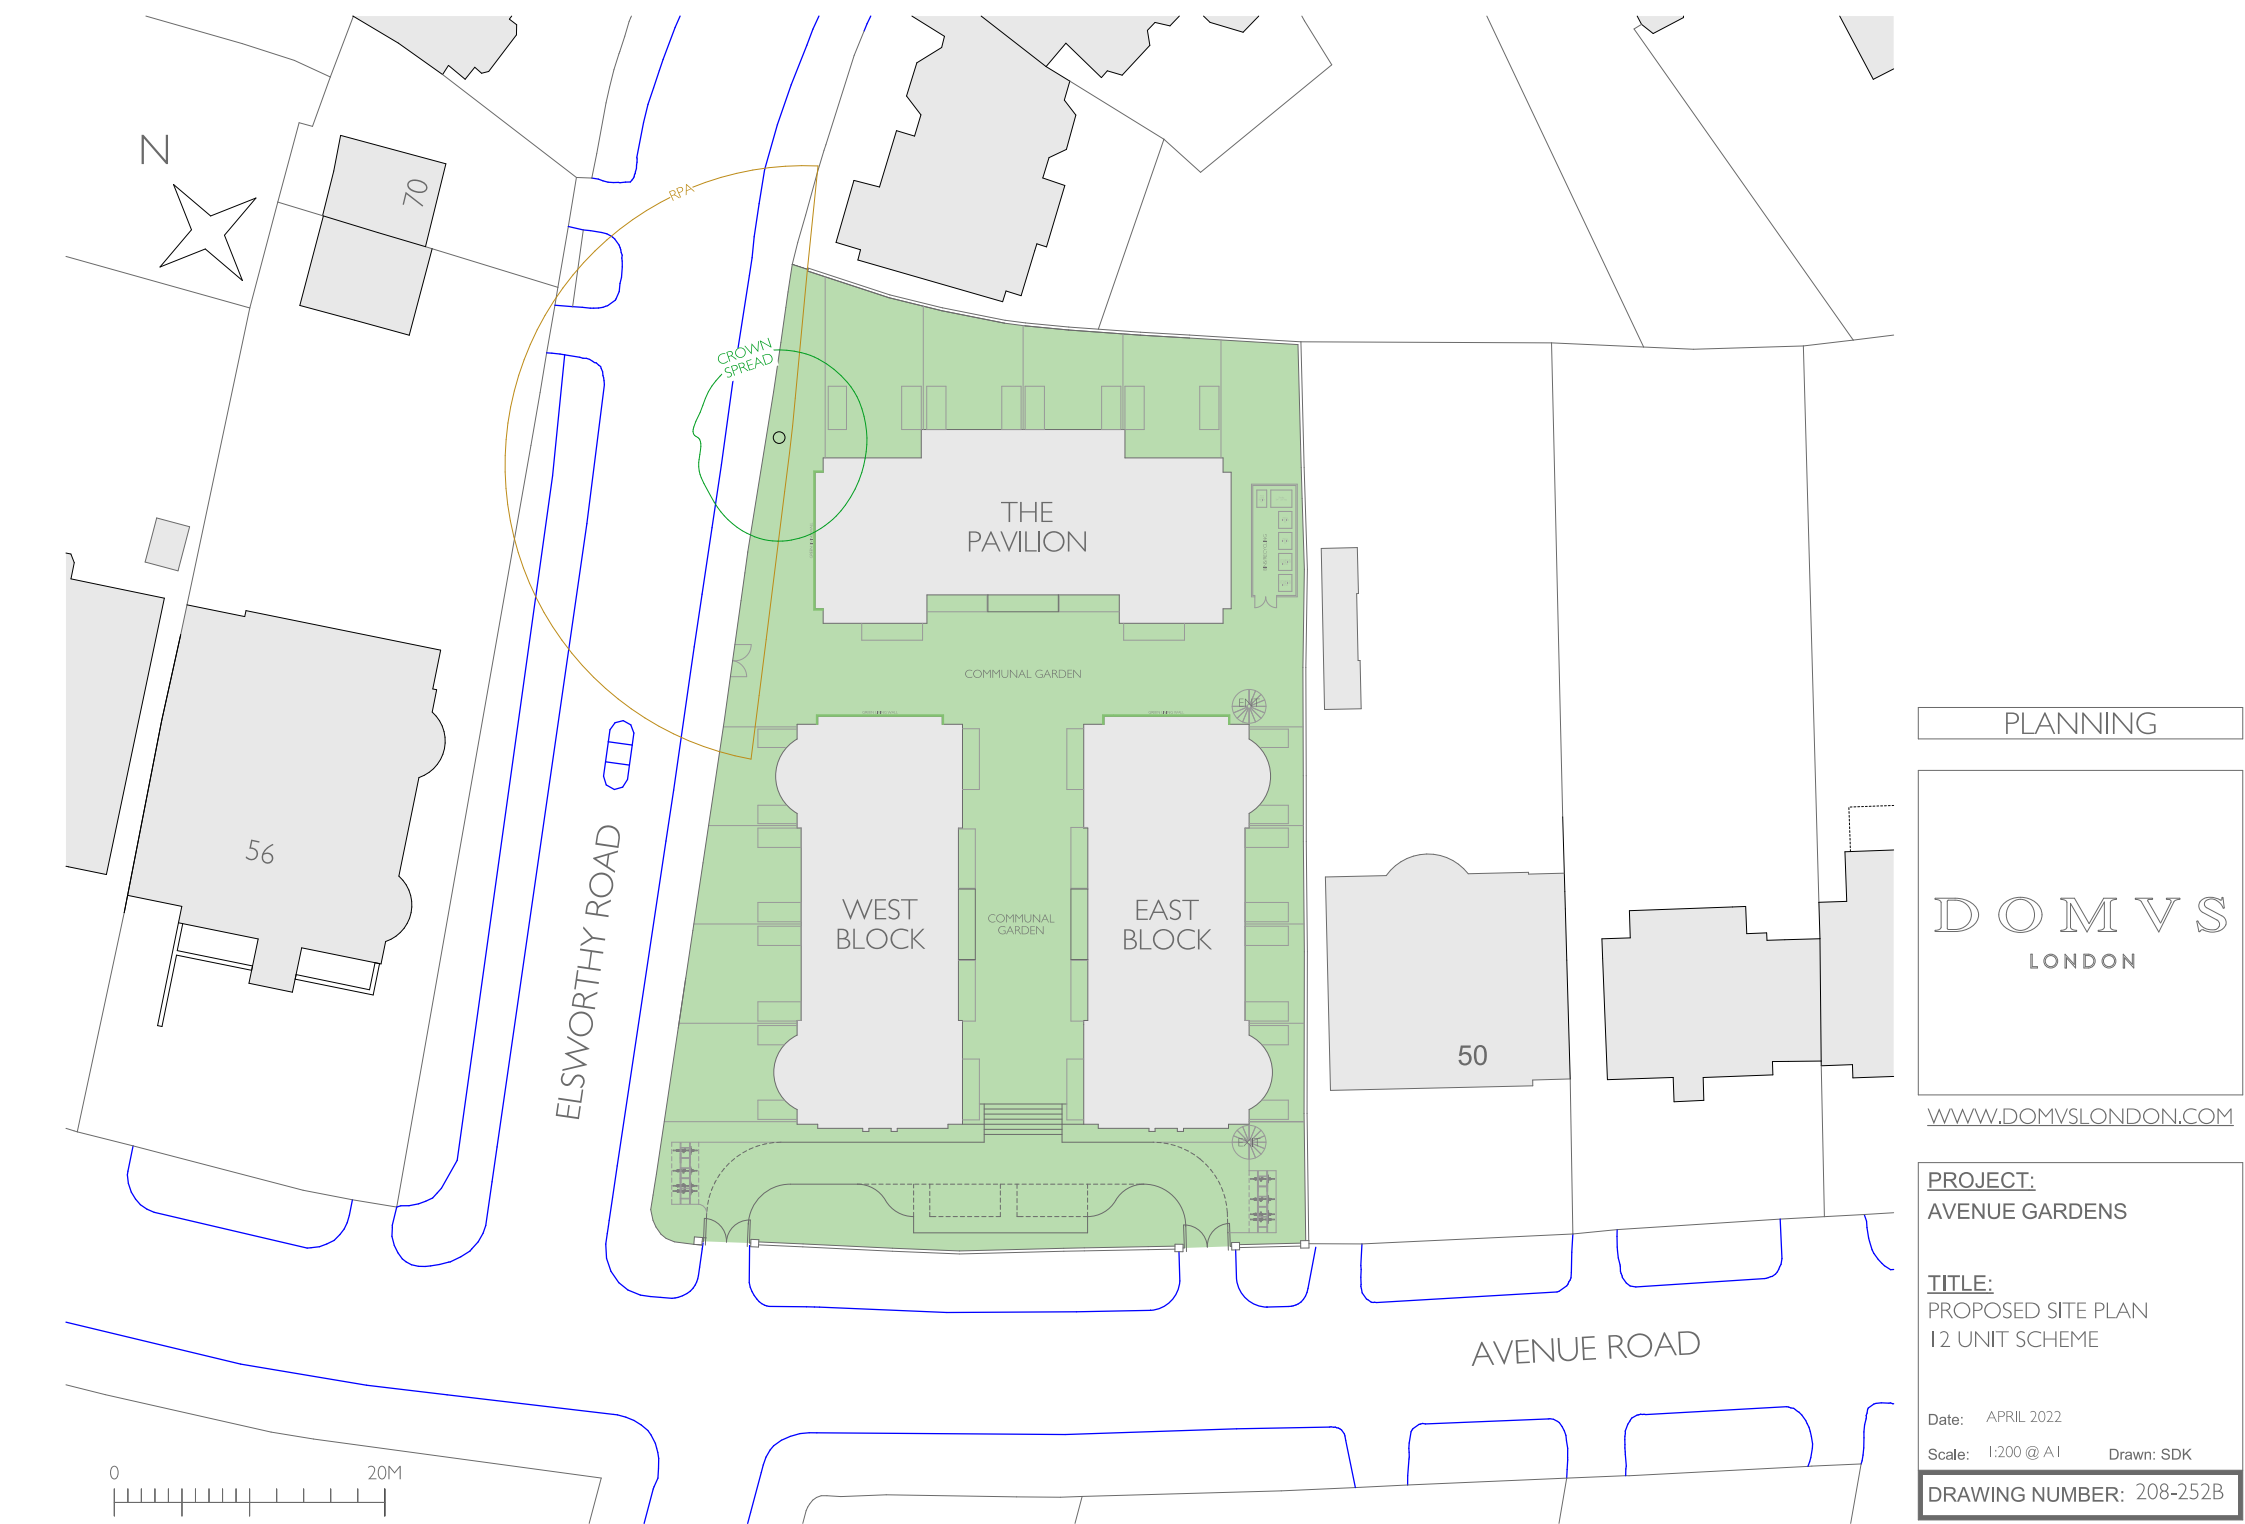 N
70
RPA
CROWN
SPREAD
THE
PAVILION
COMMUNAL GARDEN
ENT
56
ELSWORTHY ROAD
WEST
BLOCK
COMMUNAL
GARDEN
EAST
BLOCK
50
EXIT
AVENUE ROAD
0
20M
PLANNING
DOMVS
LONDON
WWW.DOMVSLONDON.COM
PROJECT:
AVENUE GARDENS
TITLE:
PROPOSED SITE PLAN
12 UNIT SCHEME
Date: APRIL 2022
Scale: 1:200 @ A1 Drawn: SDK
DRAWING NUMBER: 208-252B